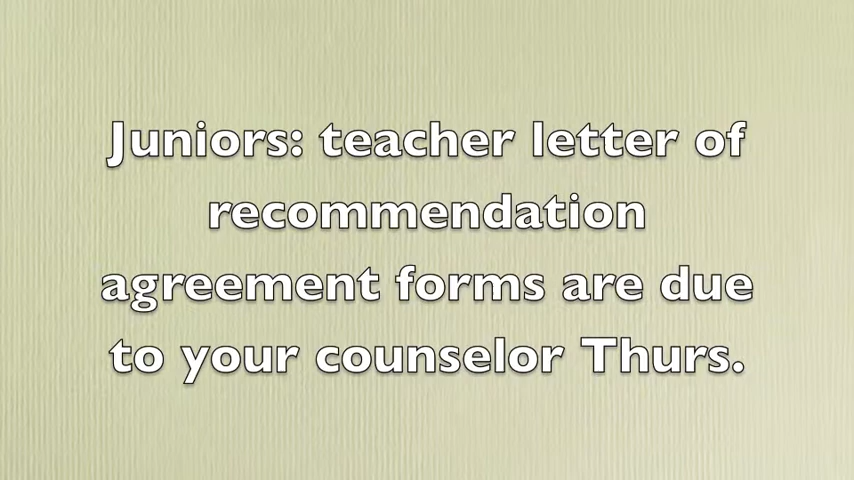 Juniors: teacher letter of
recommendation
agreement forms are due
to your counselor Thurs.